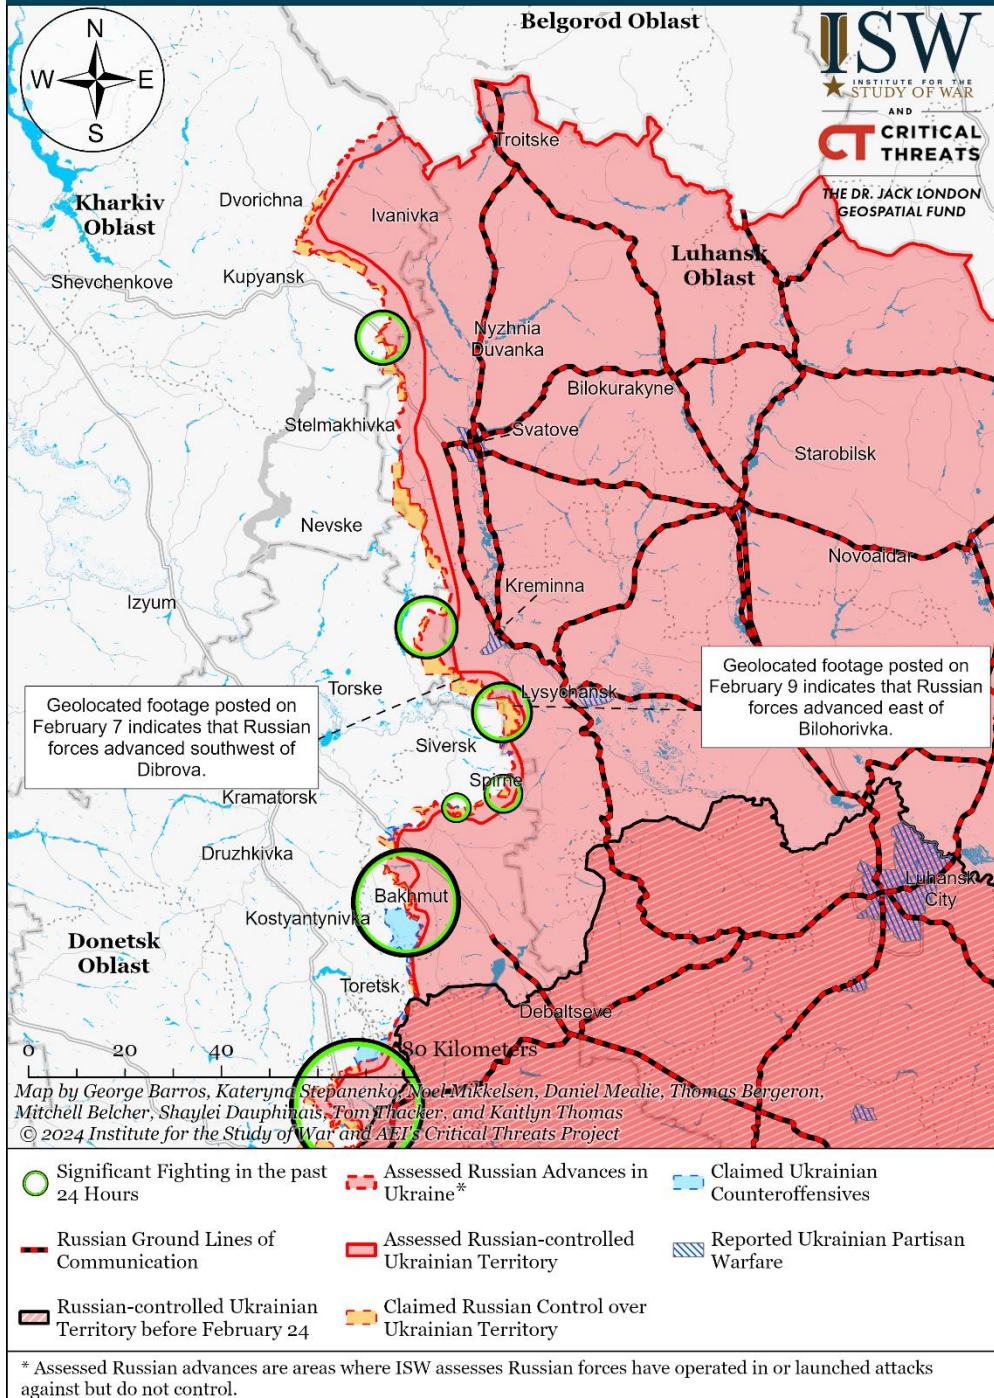 Belgorod Oblast
N
W
E
S
ISW
INSTITUTE FOR THE
STUDY OF WAR
AND
CT CRITICAL
THREATS
THE DR. JACK LONDON
GEOSPATIAL FUND
Troitske
Dvorichna
Kharkiv
Oblast
Ivanivka
Luhansk
Oblast
Shevchenkove
Kupyansk
Nyzhnia
Duvanka
Bilokurakyne
Stelmakhivka
Svatove
Starobilsk
Nevske
Novoaidar
Kreminna
Izyum
Geolocated footage posted on
February 9 indicates that Russian
forces advanced east of
Bilohorivka.
Torske
Lysychansk
Geolocated footage posted on
February 7 indicates that Russian
forces advanced southwest of
Dibrova.
Siversk
Spirne
Kramatorsk
Druzhkivka
Luhansk
City
Bakhmut
Kostyantynivka
Donetsk
Oblast
Toretsk
Debaltseve
0 20 40 80 Kilometers
Map by George Barros, Kateryna Stepanenko, Noel Mikkelsen, Daniel Mealie, Thomas Bergeron,
Mitchell Belcher, Shaylei Dauphinais, Tom Thacker, and Kaitlyn Thomas
© 2024 Institute for the Study of War and AEI's Critical Threats Project
Significant Fighting in the past
24 Hours
Assessed Russian Advances in
Ukraine*
Claimed Ukrainian
Counteroffensives
Russian Ground Lines of
Communication
Assessed Russian-controlled
Ukrainian Territory
Reported Ukrainian Partisan
Warfare
Russian-controlled Ukrainian
Territory before February 24
Claimed Russian Control over
Ukrainian Territory
* Assessed Russian advances are areas where ISW assesses Russian forces have operated in or launched attacks
against but do not control.